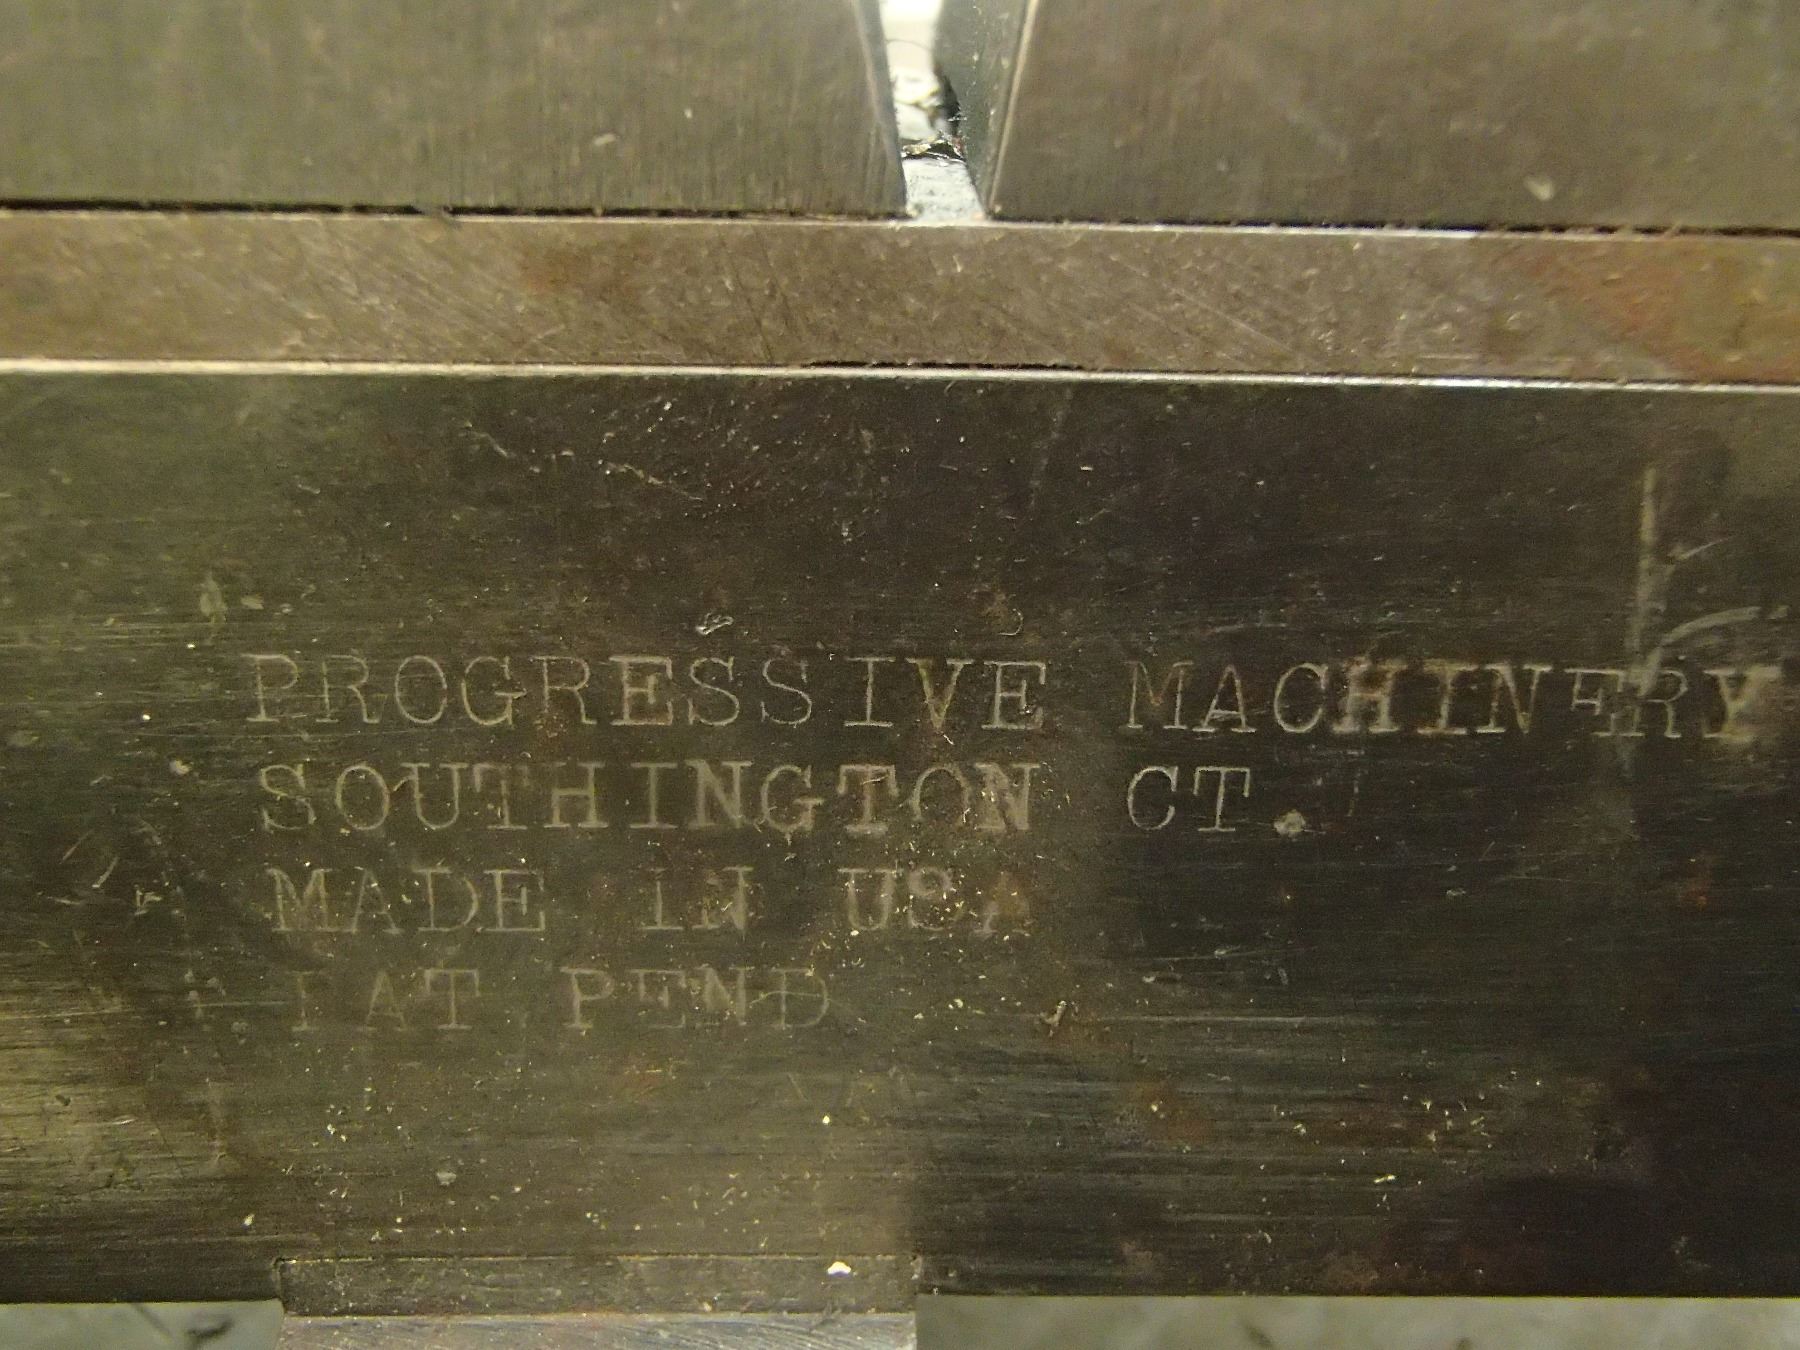 PROGRESSIVE MACHINERY
SOUTHINGTON CT.
MADE IN USA
PAT PEND